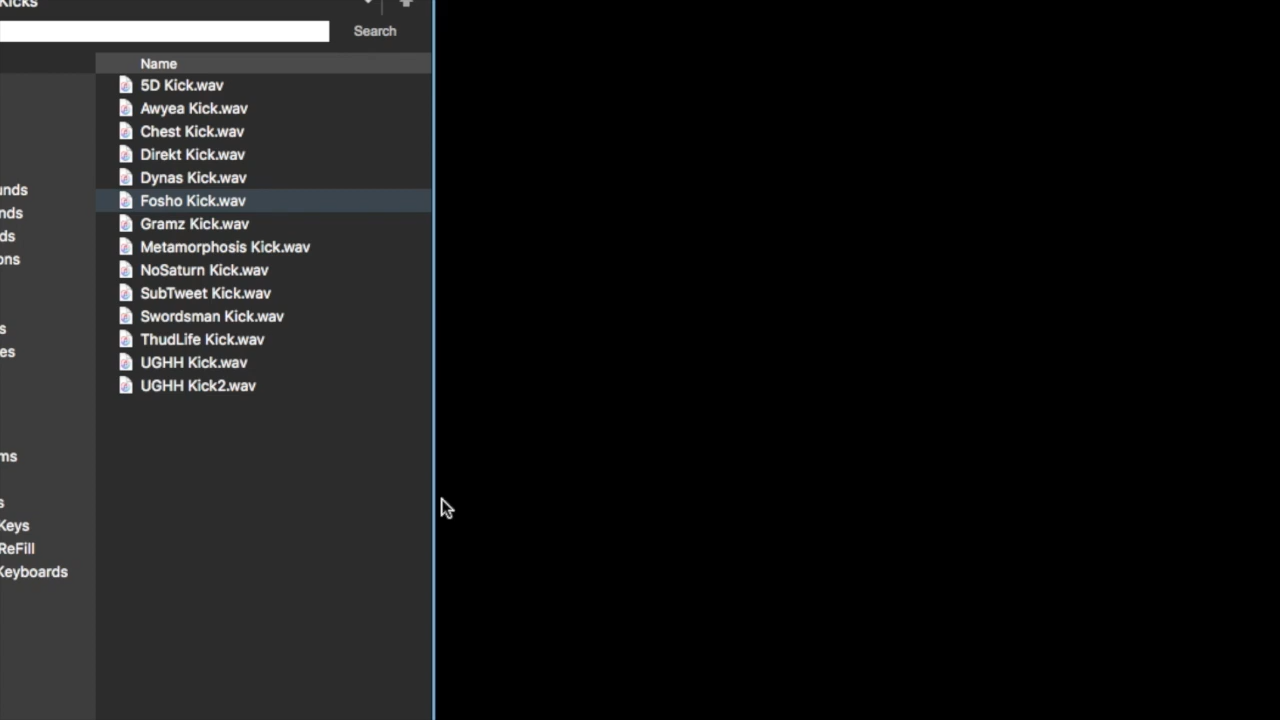 Kicks
Search
Name
5D Kick.wav
Awyea Kick.wav
Chest Kick.wav
Direkt Kick.wav
Dynas Kick.wav
unds
Fosho Kick.wav
nds
Gramz Kick.wav
ds
Metamorphosis Kick.wav
ons
NoSaturn Kick.wav
SubTweet Kick.wav
Swordsman Kick.wav
s
ThudLife Kick.wav
es
UGHH Kick.wav
UGHH Kick2.wav
ms
s
Keys
ReFill
Keyboards